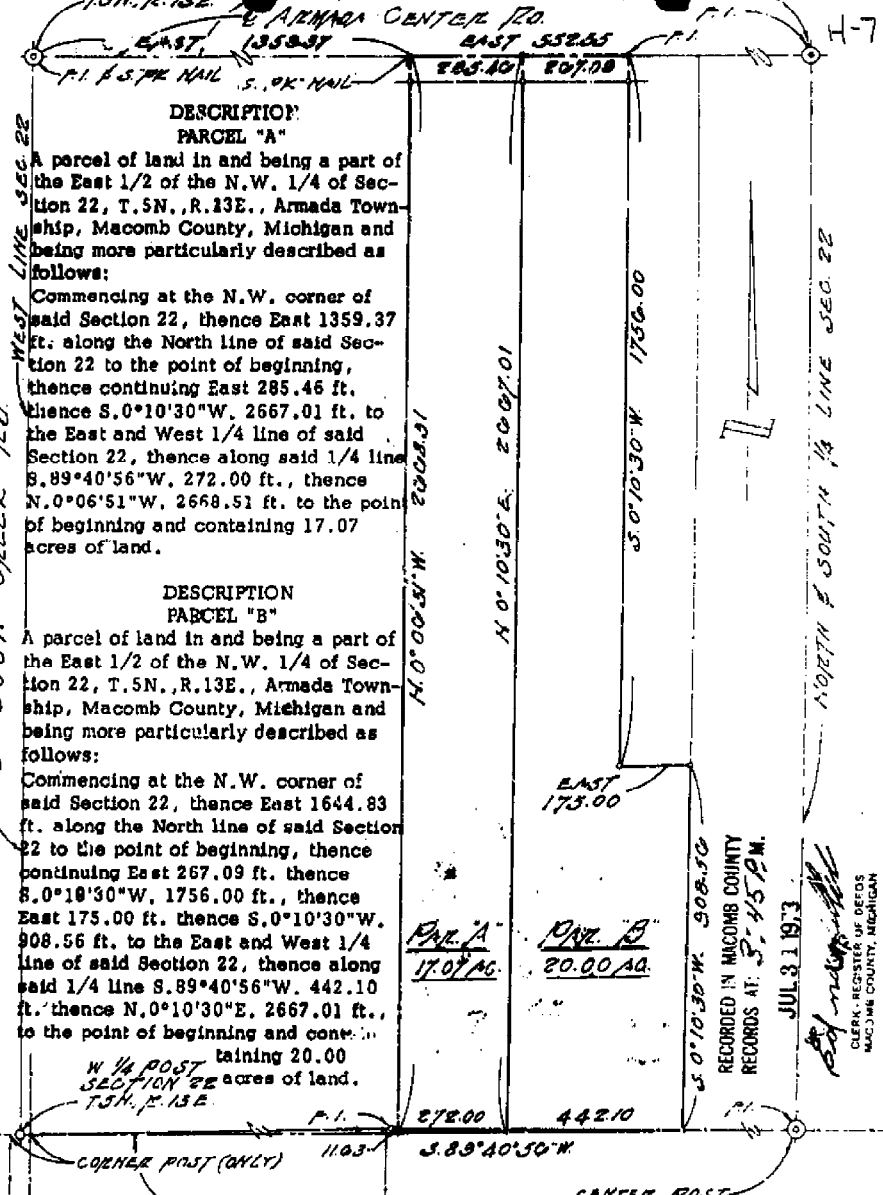 T.5N., R.13E.
℄ ARMADA CENTER RD.
H-7
EAST, 1359.37
EAST 552.55
P.I.
P.I.
P.I. & S. PK NAIL
S. PK NAIL
285.46
267.09
WEST LINE SEC. 22
DESCRIPTION
PARCEL "A"
A parcel of land in and being a part of
the East 1/2 of the N.W. 1/4 of Sec-
tion 22, T.5N.,R.13E., Armada Town-
ship, Macomb County, Michigan and
being more particularly described as
follows:
Commencing at the N.W. corner of
said Section 22, thence East 1359.37
ft. along the North line of said Sec-
tion 22 to the point of beginning,
thence continuing East 285.46 ft.
thence S.0°10'30"W. 2667.01 ft. to
the East and West 1/4 line of said
Section 22, thence along said 1/4 line
S.89°40'56"W. 272.00 ft., thence
N.0°06'51"W. 2668.51 ft. to the point
of beginning and containing 17.07
acres of land.
DESCRIPTION
PARCEL "B"
A parcel of land in and being a part of
the East 1/2 of the N.W. 1/4 of Sec-
tion 22, T.5N.,R.13E., Armada Town-
ship, Macomb County, Michigan and
being more particularly described as
follows:
Commencing at the N.W. corner of
said Section 22, thence East 1644.83
ft. along the North line of said Section
22 to the point of beginning, thence
continuing East 267.09 ft. thence
S.0°10'30"W. 1756.00 ft., thence
East 175.00 ft. thence S.0°10'30"W.
908.56 ft. to the East and West 1/4
line of said Section 22, thence along
said 1/4 line S.89°40'56"W. 442.10
ft. thence N.0°10'30"E. 2667.01 ft.,
to the point of beginning and con-
taining 20.00
acres of land.
N. 0° 06' 51" W. 2668.51
N. 0° 10' 30" E. 2667.01
S. 0° 10' 30" W. 1756.00
NORTH & SOUTH 1/4 LINE SEC. 22
N
EAST
175.00
S. 0° 10' 30" W. 908.56
PAR. "A"
17.07 AC.
PAR. "B"
20.00 AC.
RECORDED IN MACOMB COUNTY
RECORDS AT: 3:45 P.M.
JUL 31 1973
CLERK - REGISTER OF DEEDS
MACOMB COUNTY, MICHIGAN
W 1/4 POST
SECTION 22
T.5N., R.13E.
P.I.
272.00
442.10
P.I.
11.03
S. 89° 40' 56" W.
CORNER POST (ONLY)
CENTER POST